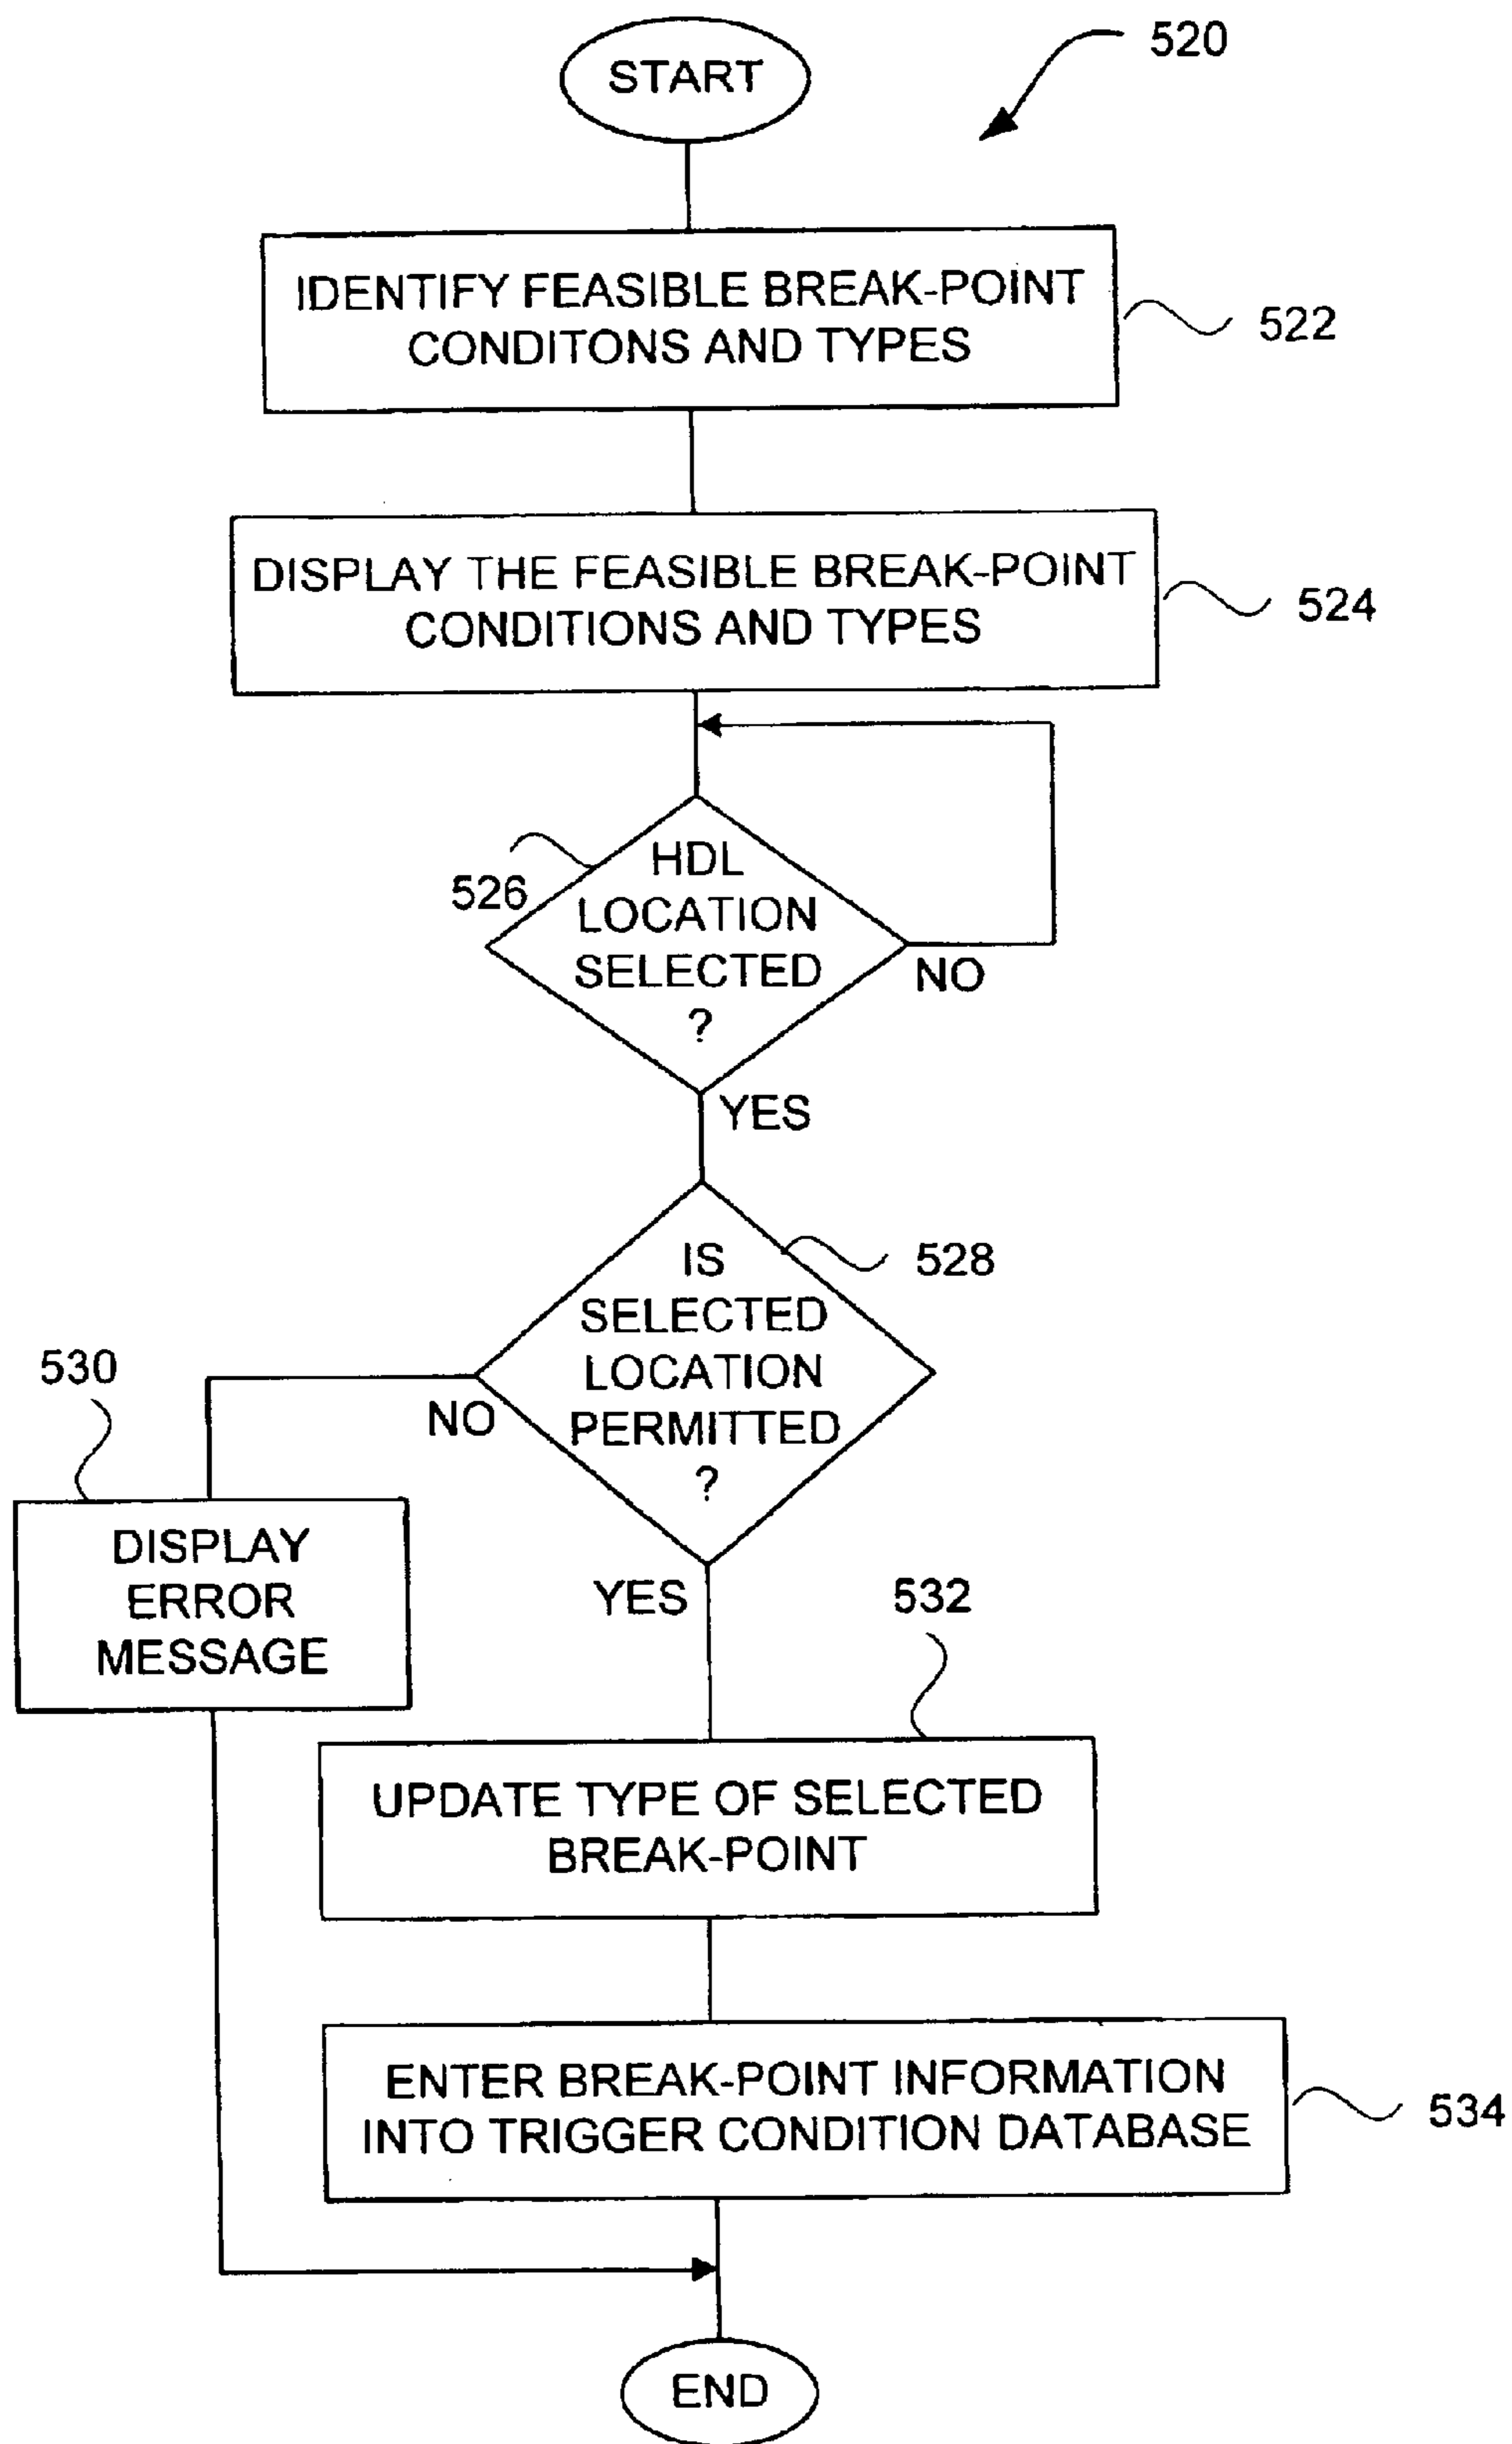 START
520
IDENTIFY FEASIBLE BREAK-POINT
CONDITONS AND TYPES
522
DISPLAY THE FEASIBLE BREAK-POINT
CONDITIONS AND TYPES
524
526
HDL
LOCATION
SELECTED
?
NO
YES
IS
SELECTED
LOCATION
PERMITTED
?
528
530
NO
DISPLAY
ERROR
MESSAGE
YES
532
UPDATE TYPE OF SELECTED
BREAK-POINT
ENTER BREAK-POINT INFORMATION
INTO TRIGGER CONDITION DATABASE
534
END